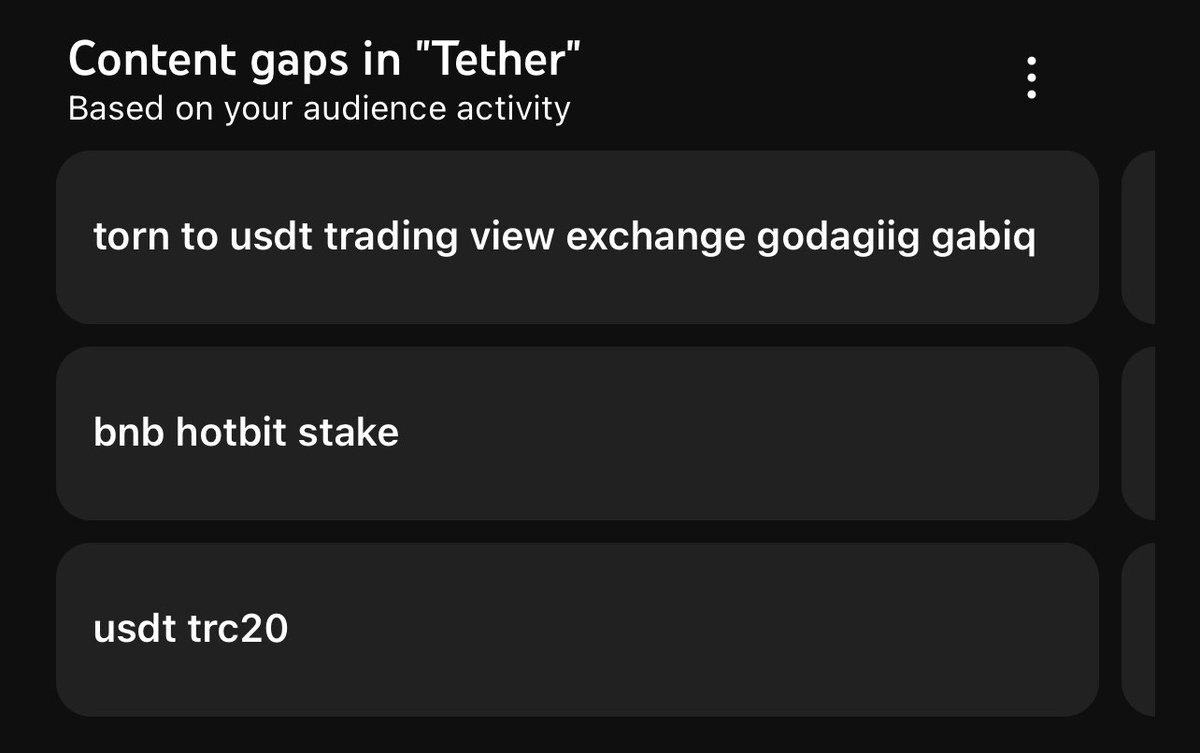 Content gaps in "Tether"
Based on your audience activity
torn to usdt trading view exchange godagiig gabiq
bnb hotbit stake
usdt trc20